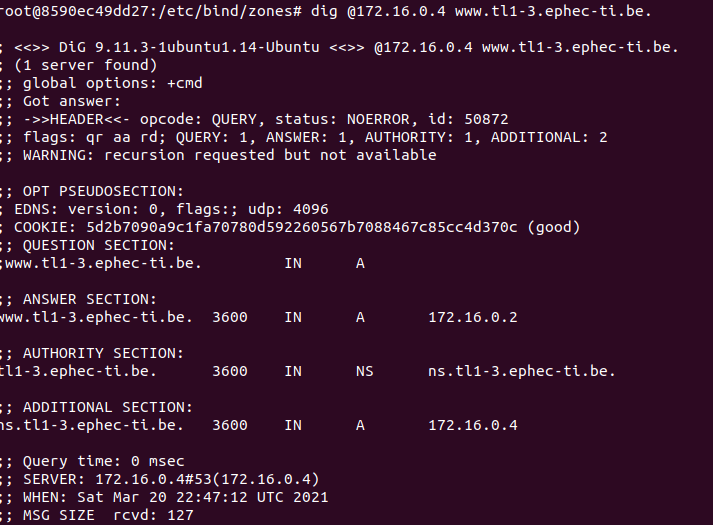 root@8590ec49dd27:/etc/bind/zones# dig @172.16.0.4 www.tl1-3.ephec-ti.be.
; <<>> DiG 9.11.3-1ubuntu1.14-Ubuntu <<>> @172.16.0.4 www.tl1-3.ephec-ti.be.
; (1 server found)
;; global options: +cmd
;; Got answer:
;; ->>HEADER<<- opcode: QUERY, status: NOERROR, id: 50872
;; flags: qr aa rd; QUERY: 1, ANSWER: 1, AUTHORITY: 1, ADDITIONAL: 2
;; WARNING: recursion requested but not available
;; OPT PSEUDOSECTION:
; EDNS: version: 0, flags:; udp: 4096
; COOKIE: 5d2b7090a9c1fa70780d592260567b7088467c85cc4d370c (good)
;; QUESTION SECTION:
;www.tl1-3.ephec-ti.be. IN A
;; ANSWER SECTION:
www.tl1-3.ephec-ti.be. 3600 IN A 172.16.0.2
;; AUTHORITY SECTION:
tl1-3.ephec-ti.be. 3600 IN NS ns.tl1-3.ephec-ti.be.
;; ADDITIONAL SECTION:
ns.tl1-3.ephec-ti.be. 3600 IN A 172.16.0.4
;; Query time: 0 msec
;; SERVER: 172.16.0.4#53(172.16.0.4)
;; WHEN: Sat Mar 20 22:47:12 UTC 2021
;; MSG SIZE rcvd: 127